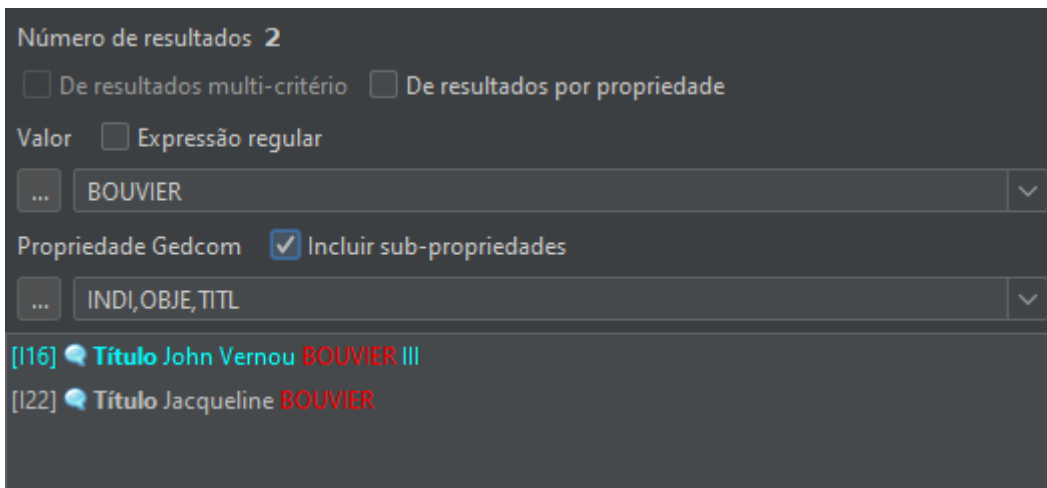 Número de resultados 2
De resultados multi-critério De resultados por propriedade
Valor Expressão regular
... BOUVIER
Propriedade Gedcom Incluir sub-propriedades
... INDI,OBJE,TITL
[I16] Título John Vernou BOUVIER III
[I22] Título Jacqueline BOUVIER